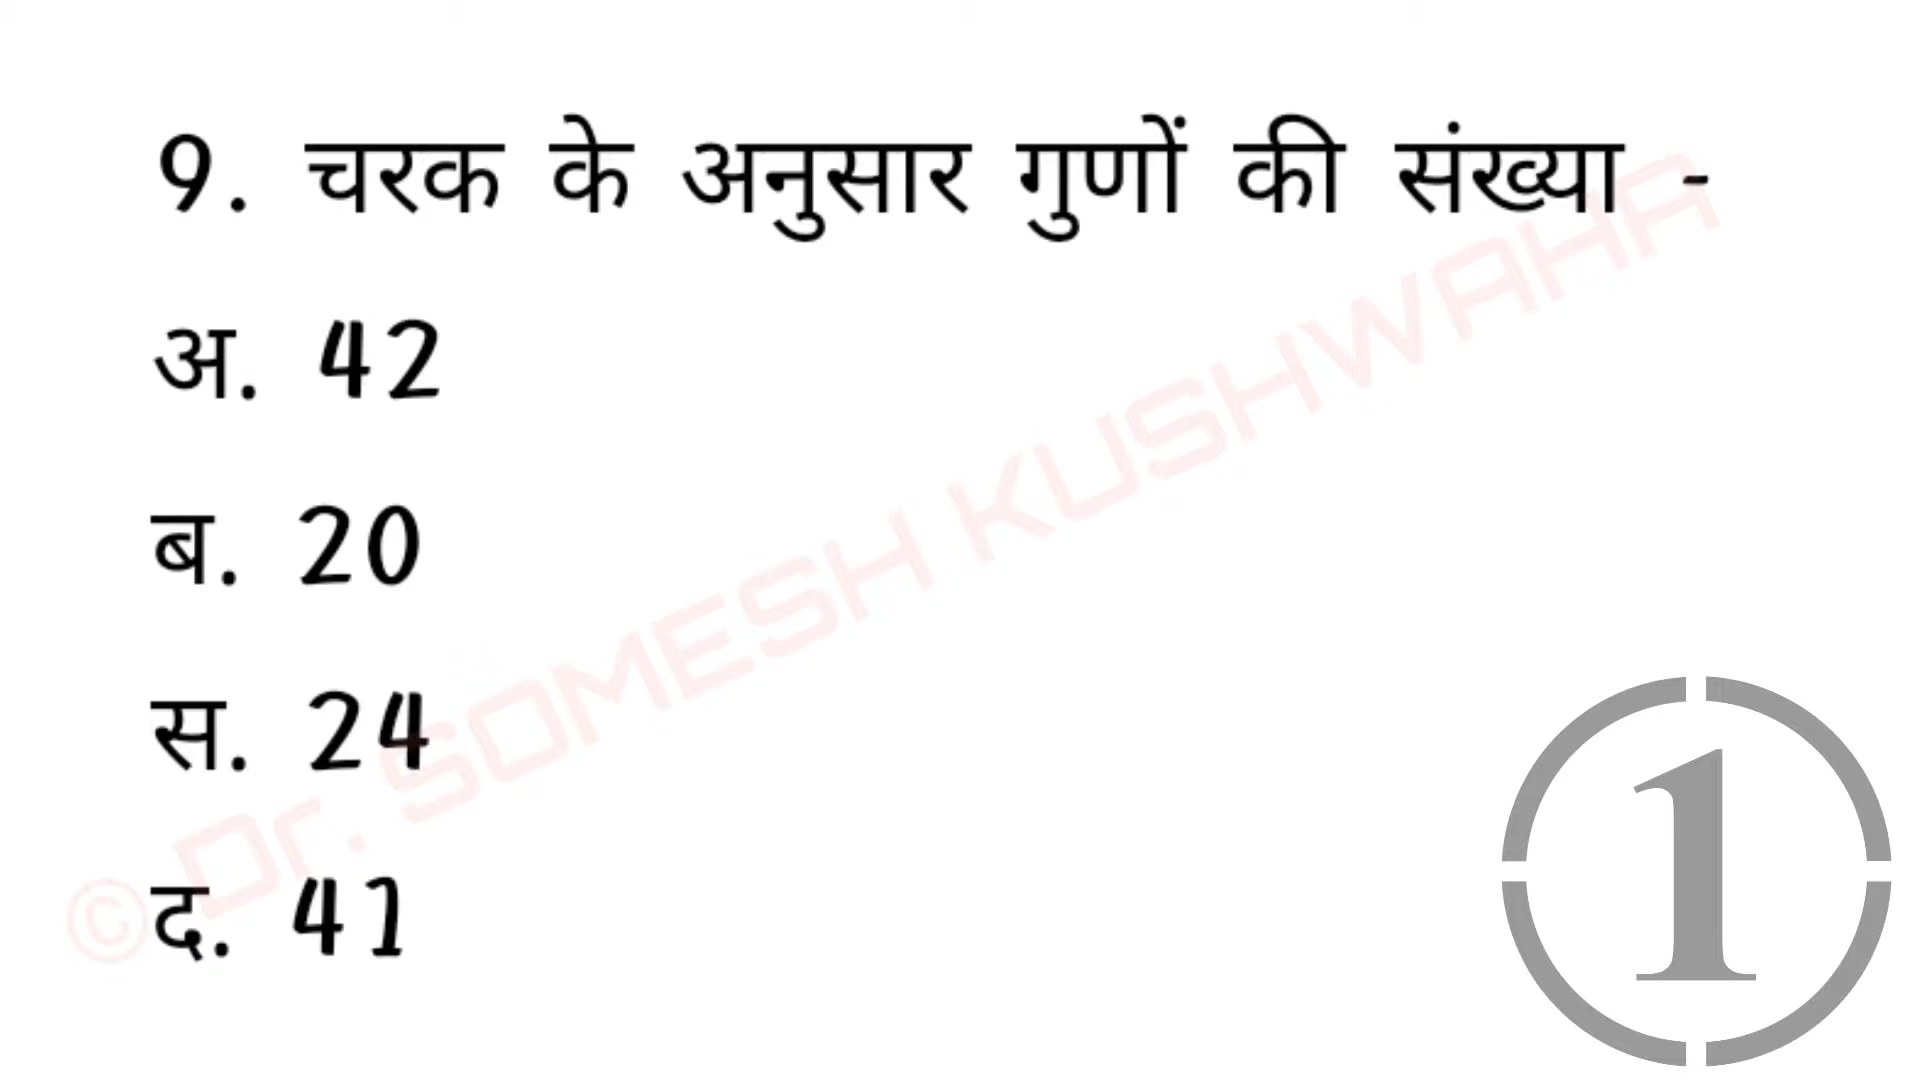 9. चरक के अनुसार गुणों की संख्या -
अ. 42
ब. 20
स. 24
द. 41
© Dr. SOMESH KUSHWAHA
1